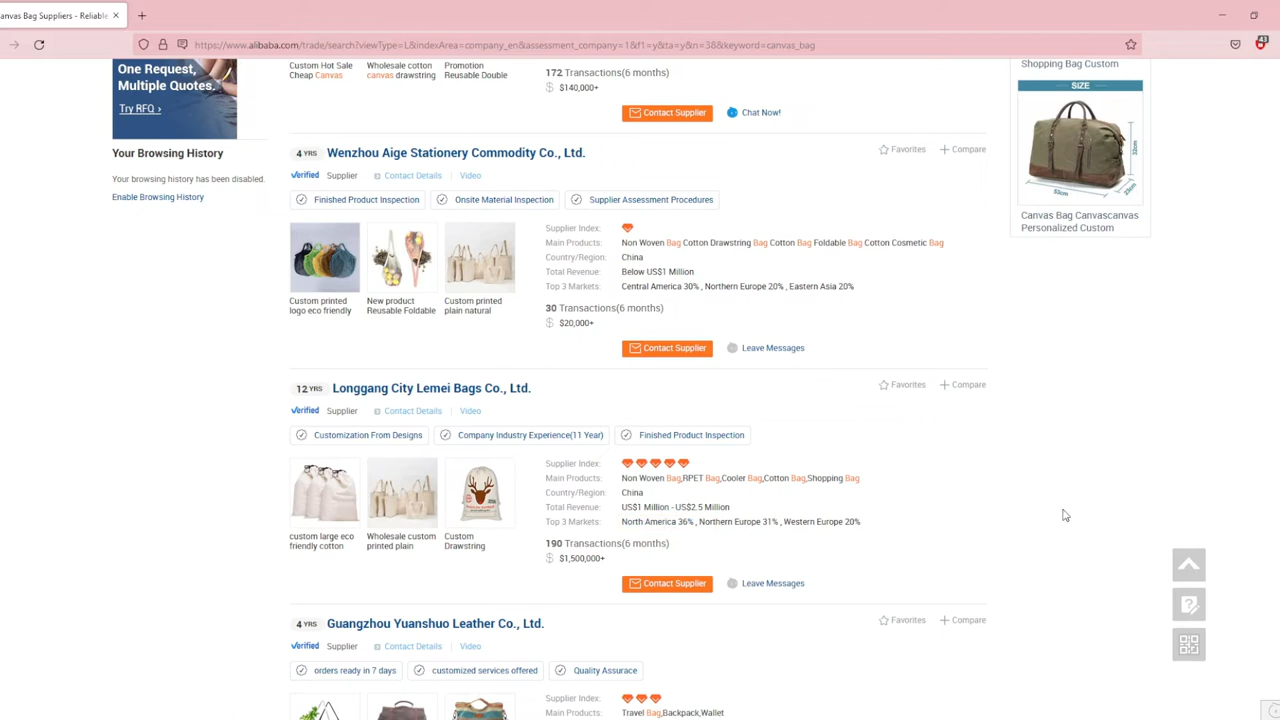 anvas Bag Suppliers - Reliable
https://www.alibaba.com/trade/search?viewType=L&indexArea=company_en&assessment_company=1&f1=y&ta=y&n=38&keyword=canvas_bag
43
One Request,
Multiple Quotes.
Try RFQ ›
Your Browsing History
Your browsing history has been disabled.
Enable Browsing History
Custom Hot Sale Wholesale cotton Promotion
Cheap Canvas canvas drawstring Reusable Double
172 Transactions(6 months)
$ $140,000+
Contact Supplier Chat Now!
4 YRS Wenzhou Aige Stationery Commodity Co., Ltd. Favorites Compare
Verified Supplier Contact Details Video
Finished Product Inspection Onsite Material Inspection Supplier Assessment Procedures
Supplier Index:
Main Products: Non Woven Bag Cotton Drawstring Bag Cotton Bag Foldable Bag Cotton Cosmetic Bag
Country/Region: China
Total Revenue: Below US$1 Million
Top 3 Markets: Central America 30% , Northern Europe 20% , Eastern Asia 20%
Custom printed New product Custom printed
logo eco friendly Reusable Foldable plain natural
30 Transactions(6 months)
$ $20,000+
Contact Supplier Leave Messages
12 YRS Longgang City Lemei Bags Co., Ltd. Favorites Compare
Verified Supplier Contact Details Video
Customization From Designs Company Industry Experience(11 Year) Finished Product Inspection
Supplier Index:
Main Products: Non Woven Bag,RPET Bag,Cooler Bag,Cotton Bag,Shopping Bag
Country/Region: China
Total Revenue: US$1 Million - US$2.5 Million
Top 3 Markets: North America 36% , Northern Europe 31% , Western Europe 20%
custom large eco Wholesale custom Custom
friendly cotton printed plain Drawstring
190 Transactions(6 months)
$ $1,500,000+
Contact Supplier Leave Messages
4 YRS Guangzhou Yuanshuo Leather Co., Ltd. Favorites Compare
Verified Supplier Contact Details Video
orders ready in 7 days customized services offered Quality Assurace
Supplier Index:
Main Products: Travel Bag,Backpack,Wallet
Shopping Bag Custom
SIZE
32cm
53cm
23cm
Canvas Bag Canvascanvas
Personalized Custom